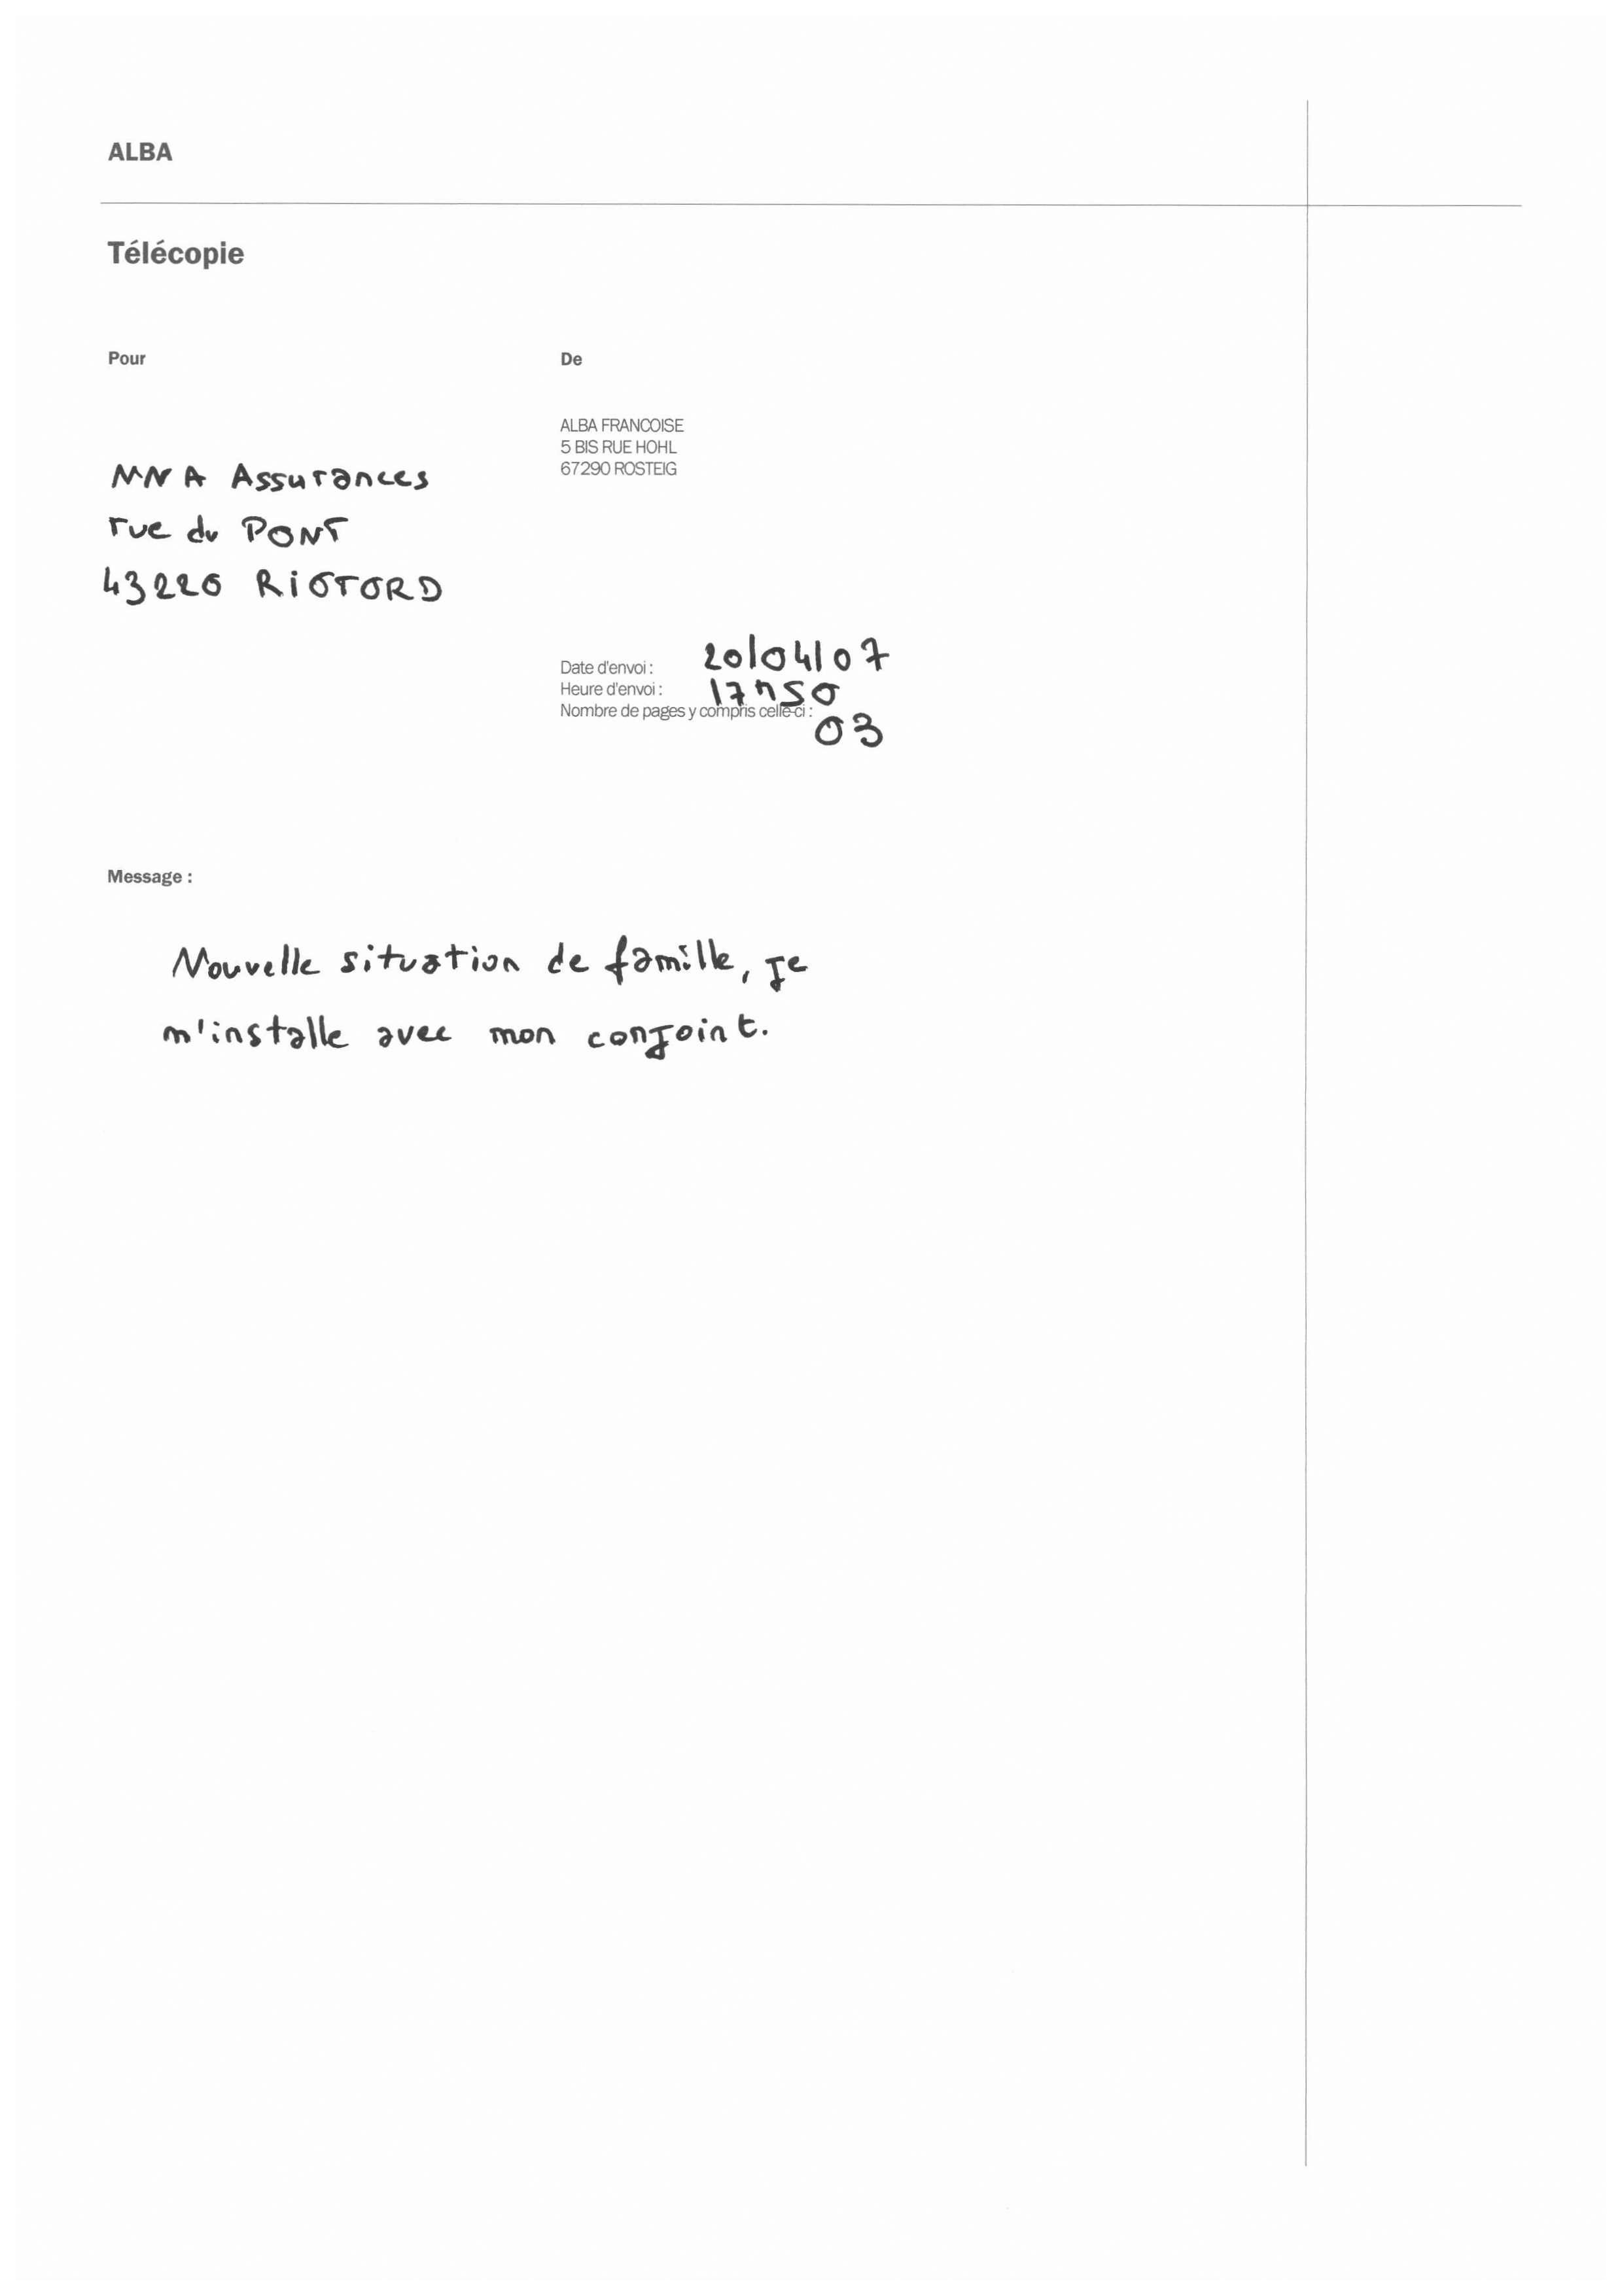 ALBA
Télécopie
Pour
De
ALBA FRANCOISE
5 BIS RUE HOHL
67290 ROSTEIG
MNA Assurances
rue du PONT
43220 RIOTORD
Date d'envoi : 20/04/07
Heure d'envoi : 17h50
Nombre de pages y compris celle-ci : 03
Message :
Nouvelle situation de famille, je
m'installe avec mon conjoint.